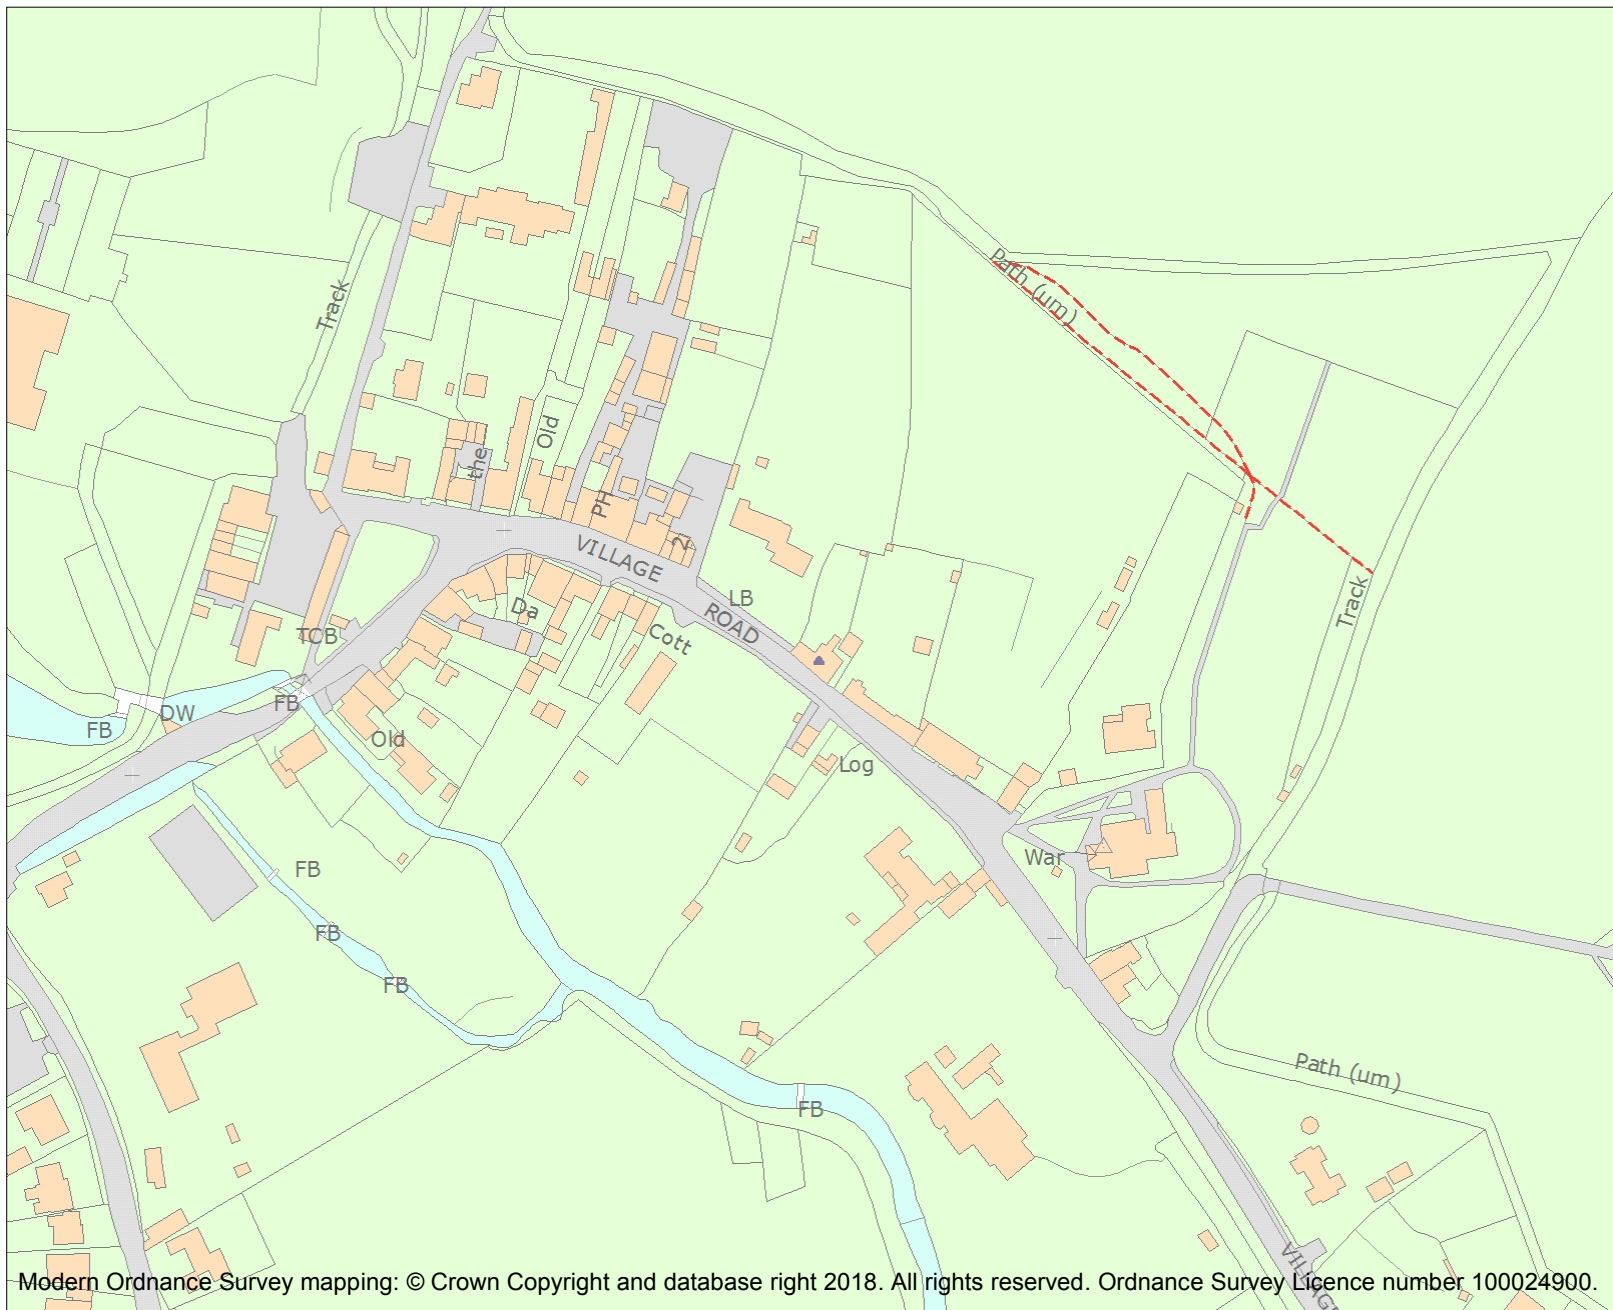 Path (um)
Track
Old
the
PH
2
VILLAGE
LB
ROAD
Da
Cott
Track
TCB
FB
DW
FB
Old
Log
War
FB
FB
FB
Path (um)
FB
VILLAGE
Modern Ordnance Survey mapping: © Crown Copyright and database right 2018. All rights reserved. Ordnance Survey Licence number 100024900.